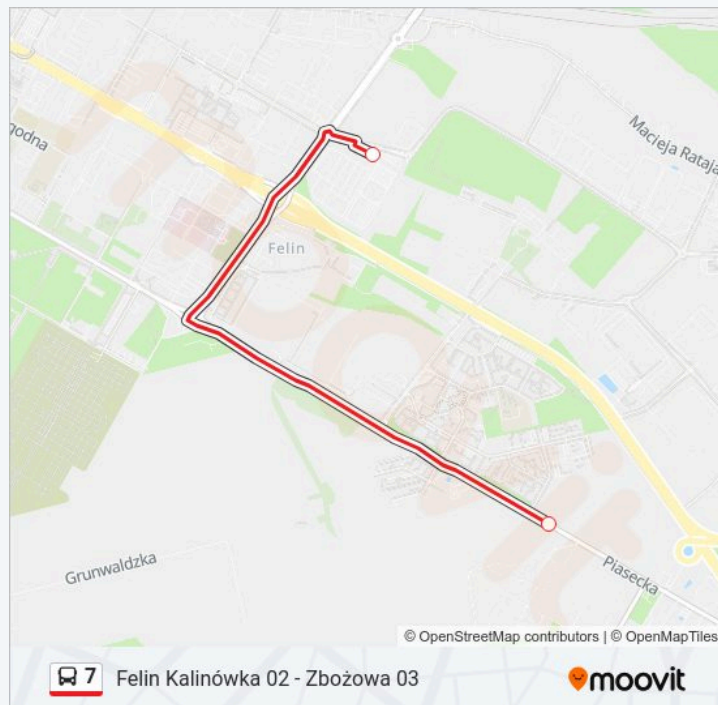 Macieja Rataja
godna
Felin
Grunwaldzka
Piasecka
© OpenStreetMap contributors | © OpenMapTiles
7 Felin Kalinówka 02 - Zbożowa 03
moovit